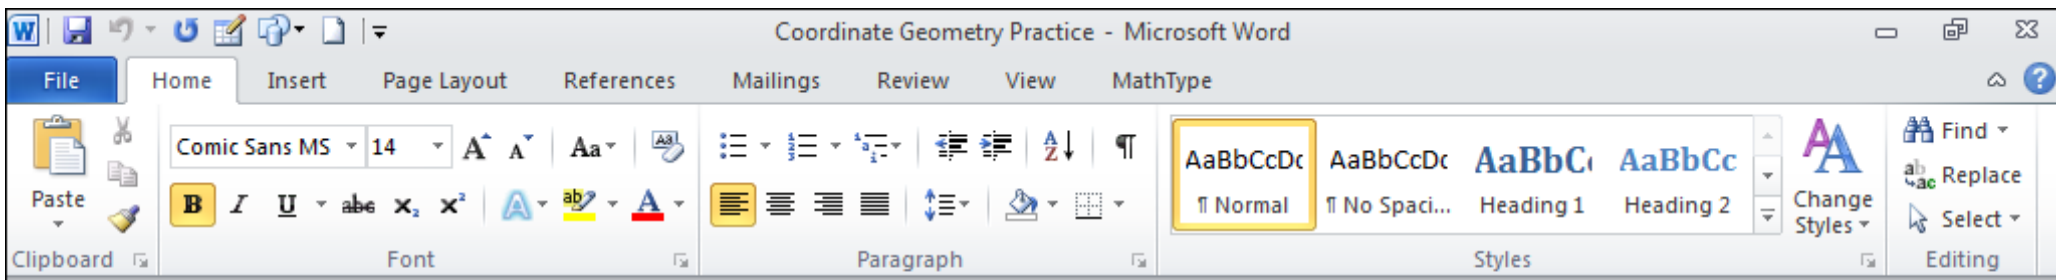 Coordinate Geometry Practice - Microsoft Word
File Home Insert Page Layout References Mailings Review View MathType
Paste
Clipboard
Comic Sans MS 14 A A Aa
B I U abc x₂ x² A ab A
Font
A Z ¶
Paragraph
AaBbCcDc AaBbCcDc AaBbC AaBbCc
¶ Normal ¶ No Spaci... Heading 1 Heading 2
Change
Styles
Styles
Find
Replace
Select
Editing